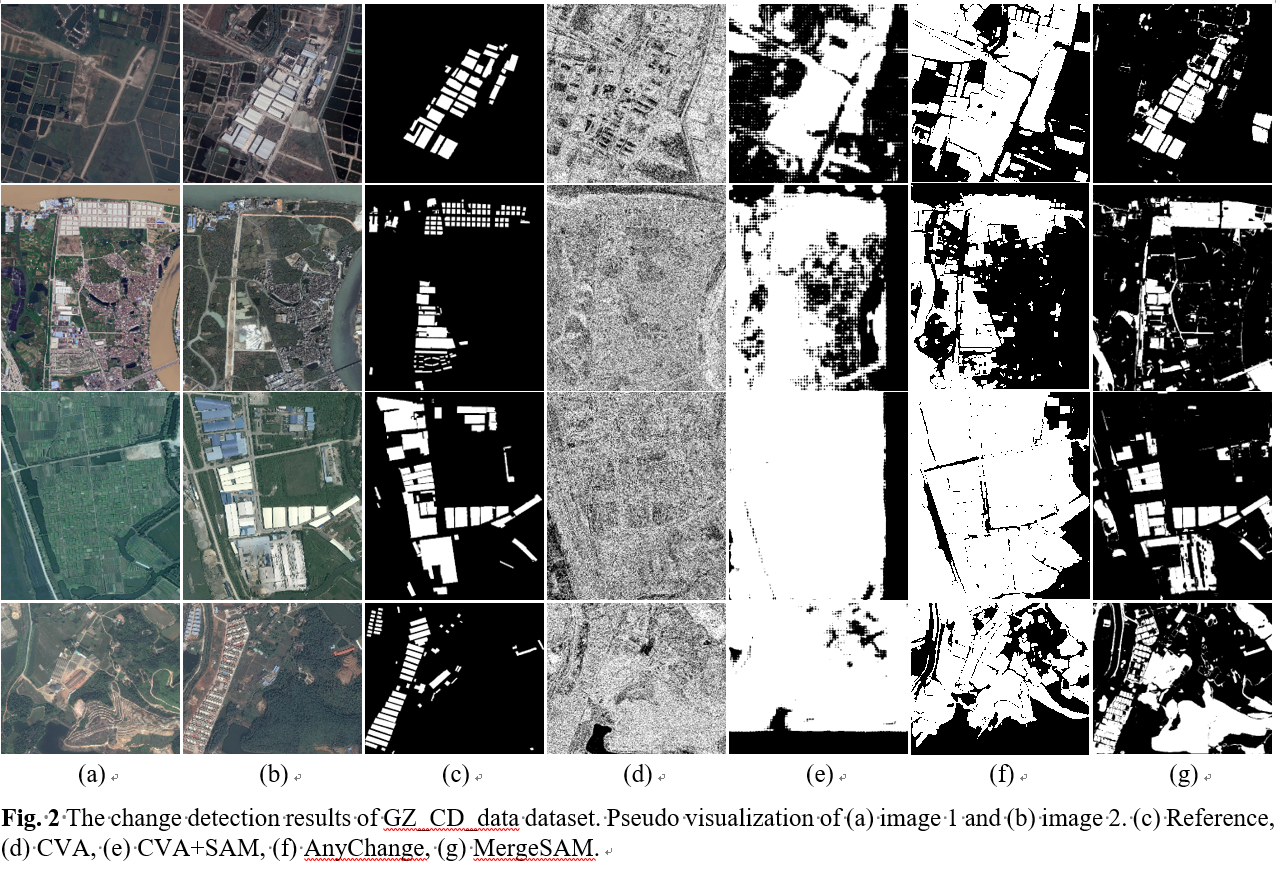 (a) (b) (c) (d) (e) (f) (g)
Fig. 2 The change detection results of GZ_CD_data dataset. Pseudo visualization of (a) image 1 and (b) image 2. (c) Reference,
(d) CVA, (e) CVA+SAM, (f) AnyChange, (g) MergeSAM.